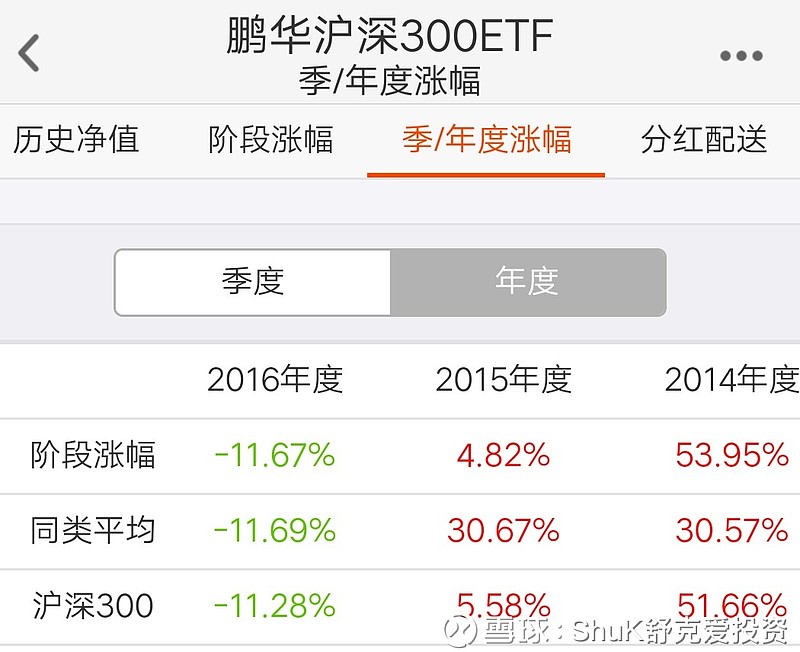 鹏华沪深300ETF
季/年度涨幅
历史净值 阶段涨幅 季/年度涨幅 分红配送
季度 年度
2016年度 2015年度 2014年度
阶段涨幅 -11.67% 4.82% 53.95%
同类平均 -11.69% 30.67% 30.57%
沪深300 -11.28% 5.58% 51.66%
雪球:ShuK舒克爱投资